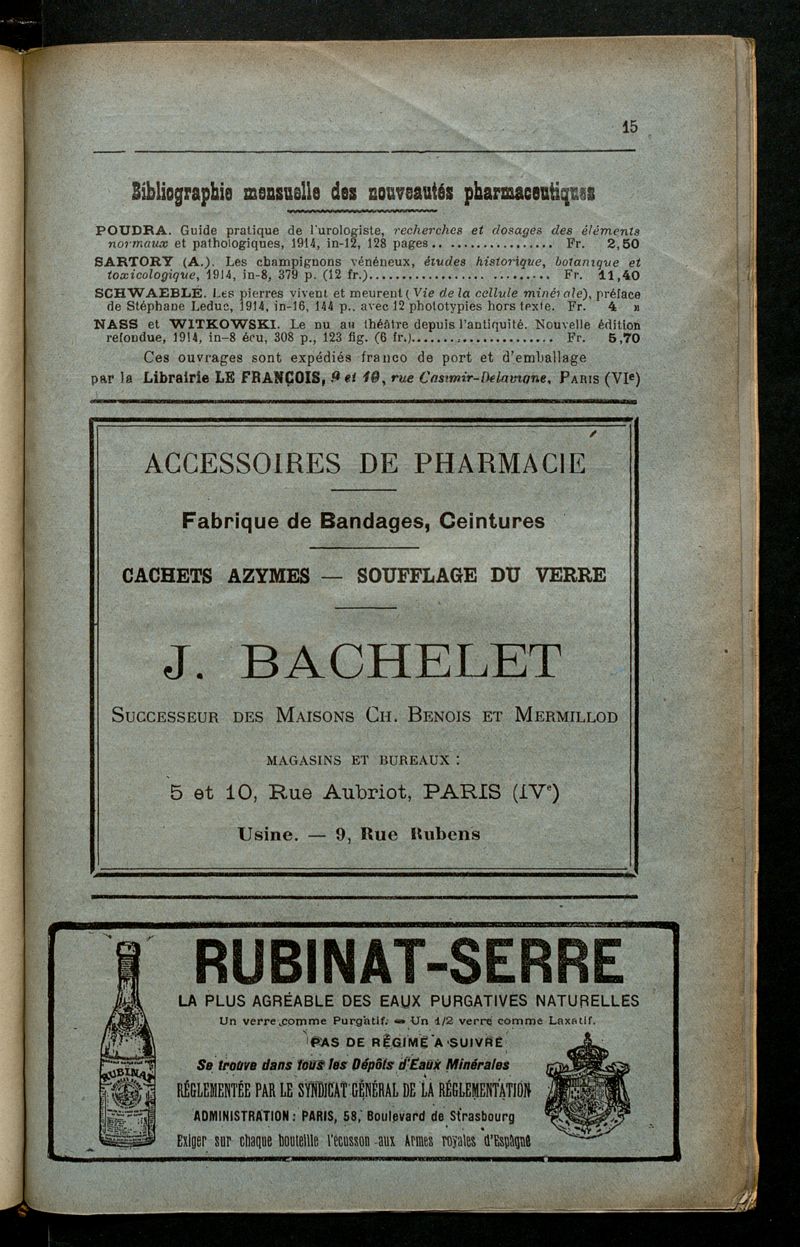 15
Bibliographie mensuelle des nouveautés pharmaceutiques
POUDRA. Guide pratique de l'urologiste, recherches et dosages des éléments
normaux et pathologiques, 1914, in-12, 128 pages .................. Fr. 2,50
SARTORY (A.). Les champignons vénéneux, études historique, botanique et
toxicologique, 1914, in-8, 379 p. (12 fr.).......................... Fr. 11,40
SCHWAEBLÉ. Les pierres vivent et meurent (Vie de la cellule minérale), préface
de Stéphane Leduc, 1914, in-16, 144 p., avec 12 phototypies hors texte. Fr. 4 »
NASS et WITKOWSKI. Le nu au théâtre depuis l'antiquité. Nouvelle édition
refondue, 1914, in-8 écu, 308 p., 123 fig. (6 fr.)..................... Fr. 5,70
Ces ouvrages sont expédiés franco de port et d'emballage
par la Librairie LE FRANÇOIS, 9 et 10, rue Casimir-Delavigne, PARIS (VIe)
ACCESSOIRES DE PHARMACIE
Fabrique de Bandages, Ceintures
CACHETS AZYMES — SOUFFLAGE DU VERRE
J. BACHELET
SUCCESSEUR DES MAISONS CH. BENOIS ET MERMILLOD
MAGASINS ET BUREAUX :
5 et 10, Rue Aubriot, PARIS (IVe)
Usine. — 9, Rue Rubens
RUBINAT-SERRE
LA PLUS AGRÉABLE DES EAUX PURGATIVES NATURELLES
Un verre comme Purgatif. — Un 1/2 verre comme Laxatif.
PAS DE RÉGIME A SUIVRE
Se trouve dans tous les Dépôts d'Eaux Minérales
RÉGLEMENTÉE PAR LE SYNDICAT GÉNÉRAL DE LA RÉGLEMENTATION
ADMINISTRATION : PARIS, 58, Boulevard de Strasbourg
Exiger sur chaque bouteille l'écusson aux Armes royales d'Espagne
RUBINAT